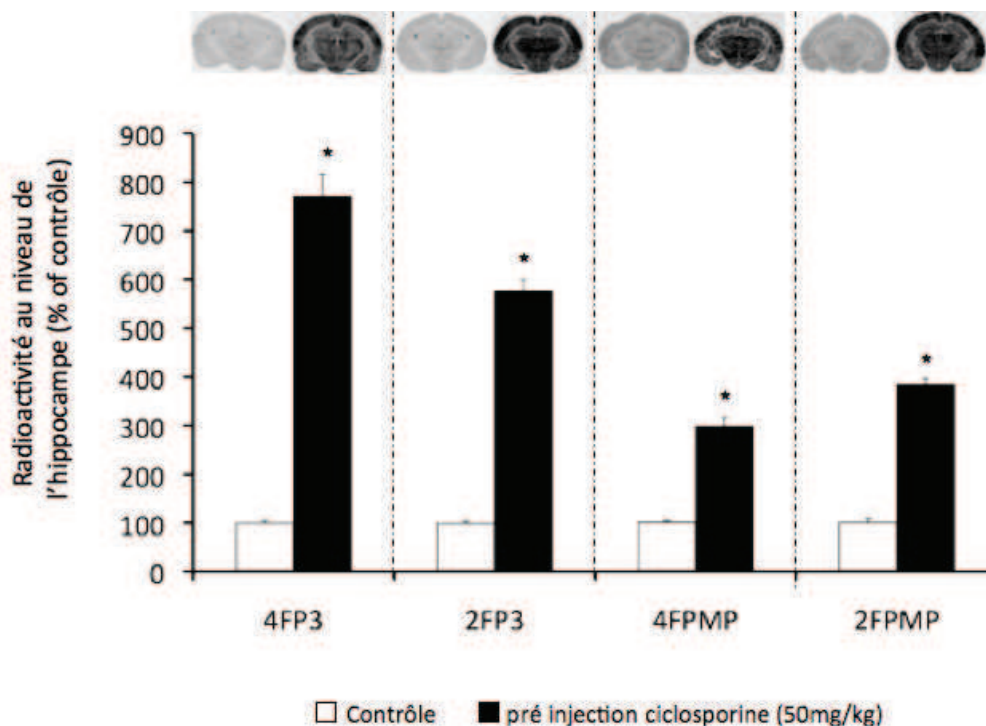 Radioactivité au niveau de
l'hippocampe (% of contrôle)
900
800
700
600
500
400
300
200
100
0
*
*
*
*
4FP3
2FP3
4FPMP
2FPMP
Contrôle
pré injection ciclosporine (50mg/kg)